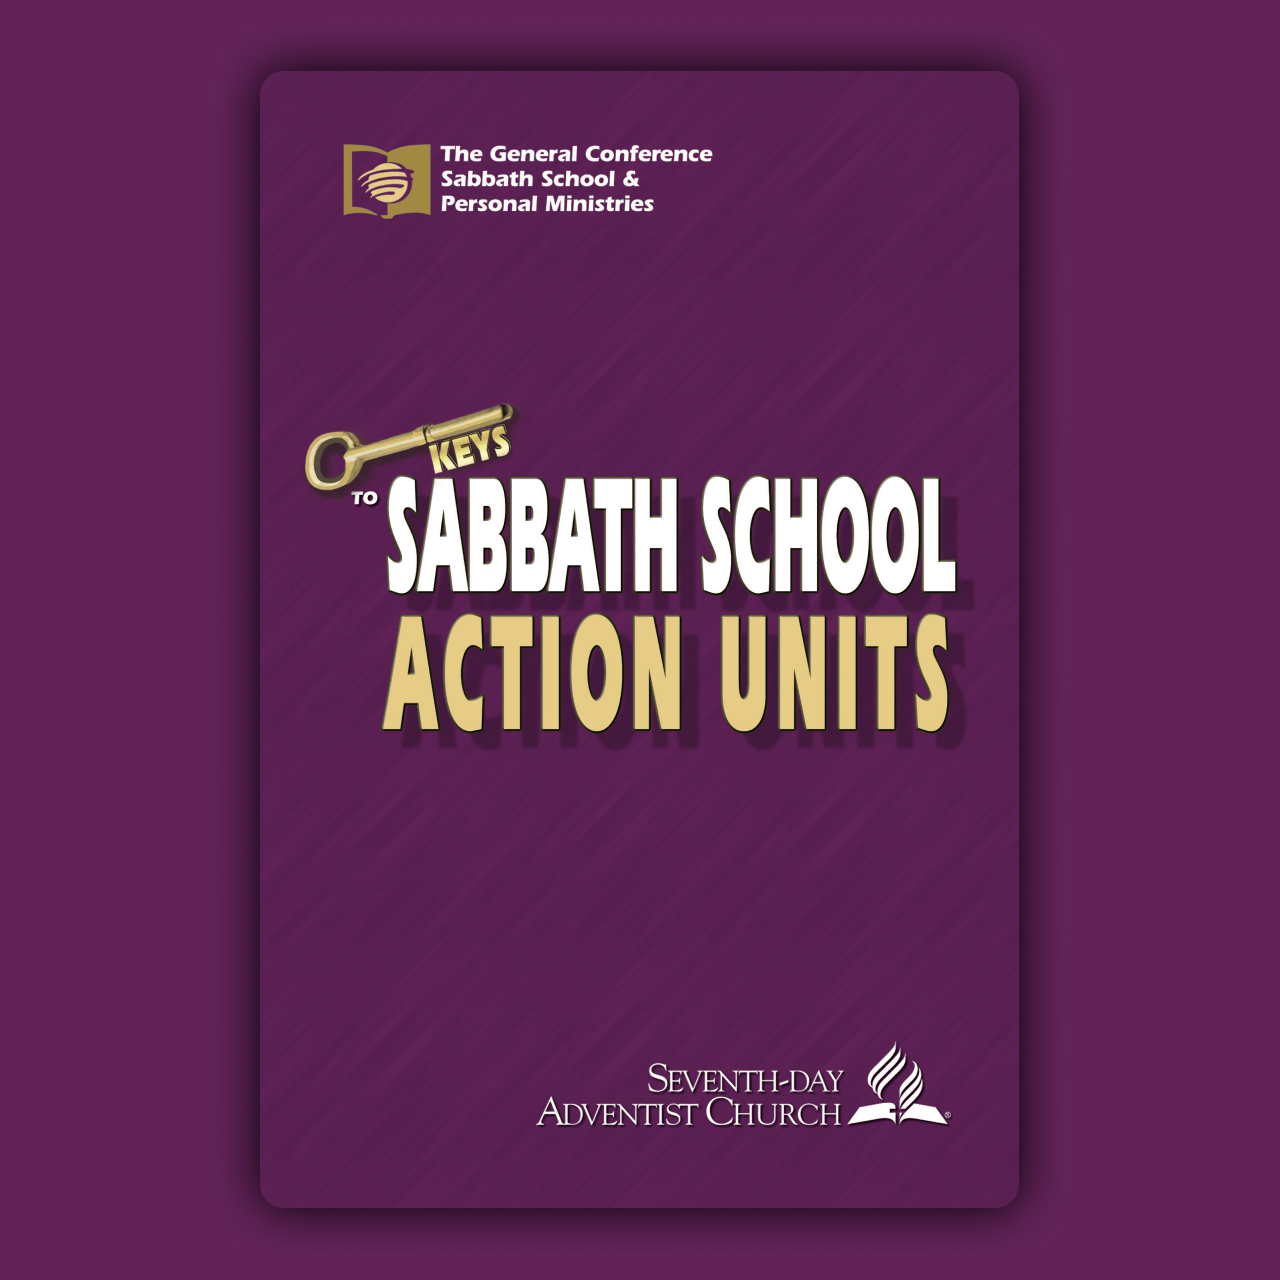 The General Conference
Sabbath School &
Personal Ministries
KEYS
TO
SABBATH SCHOOL
ACTION UNITS
SEVENTH-DAY
ADVENTIST CHURCH ®